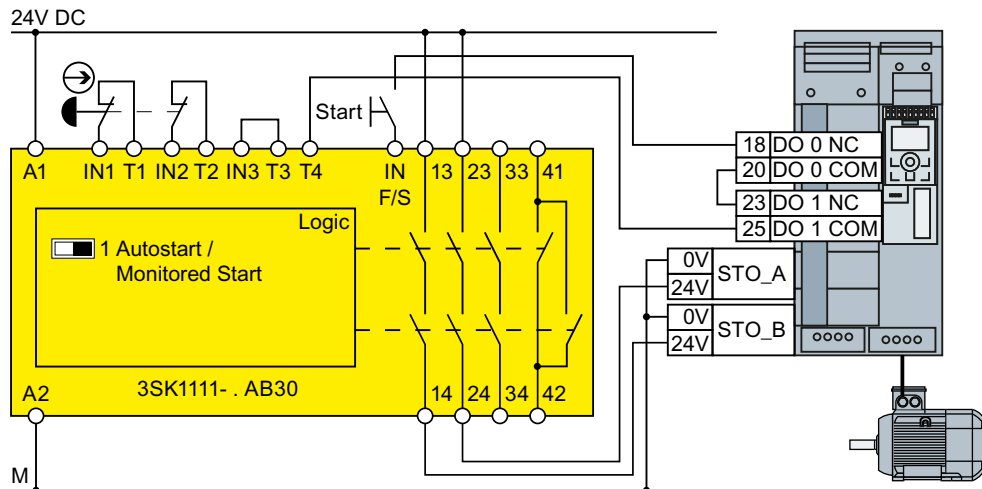 24V DC
Start
A1 IN1 T1 IN2 T2 IN3 T3 T4 IN 13 23 33 41
F/S
Logic
1 Autostart /
Monitored Start
A2 3SK1111- . AB30 14 24 34 42
M
18 DO 0 NC
20 DO 0 COM
23 DO 1 NC
25 DO 1 COM
0V
24V
STO_A
0V
24V
STO_B